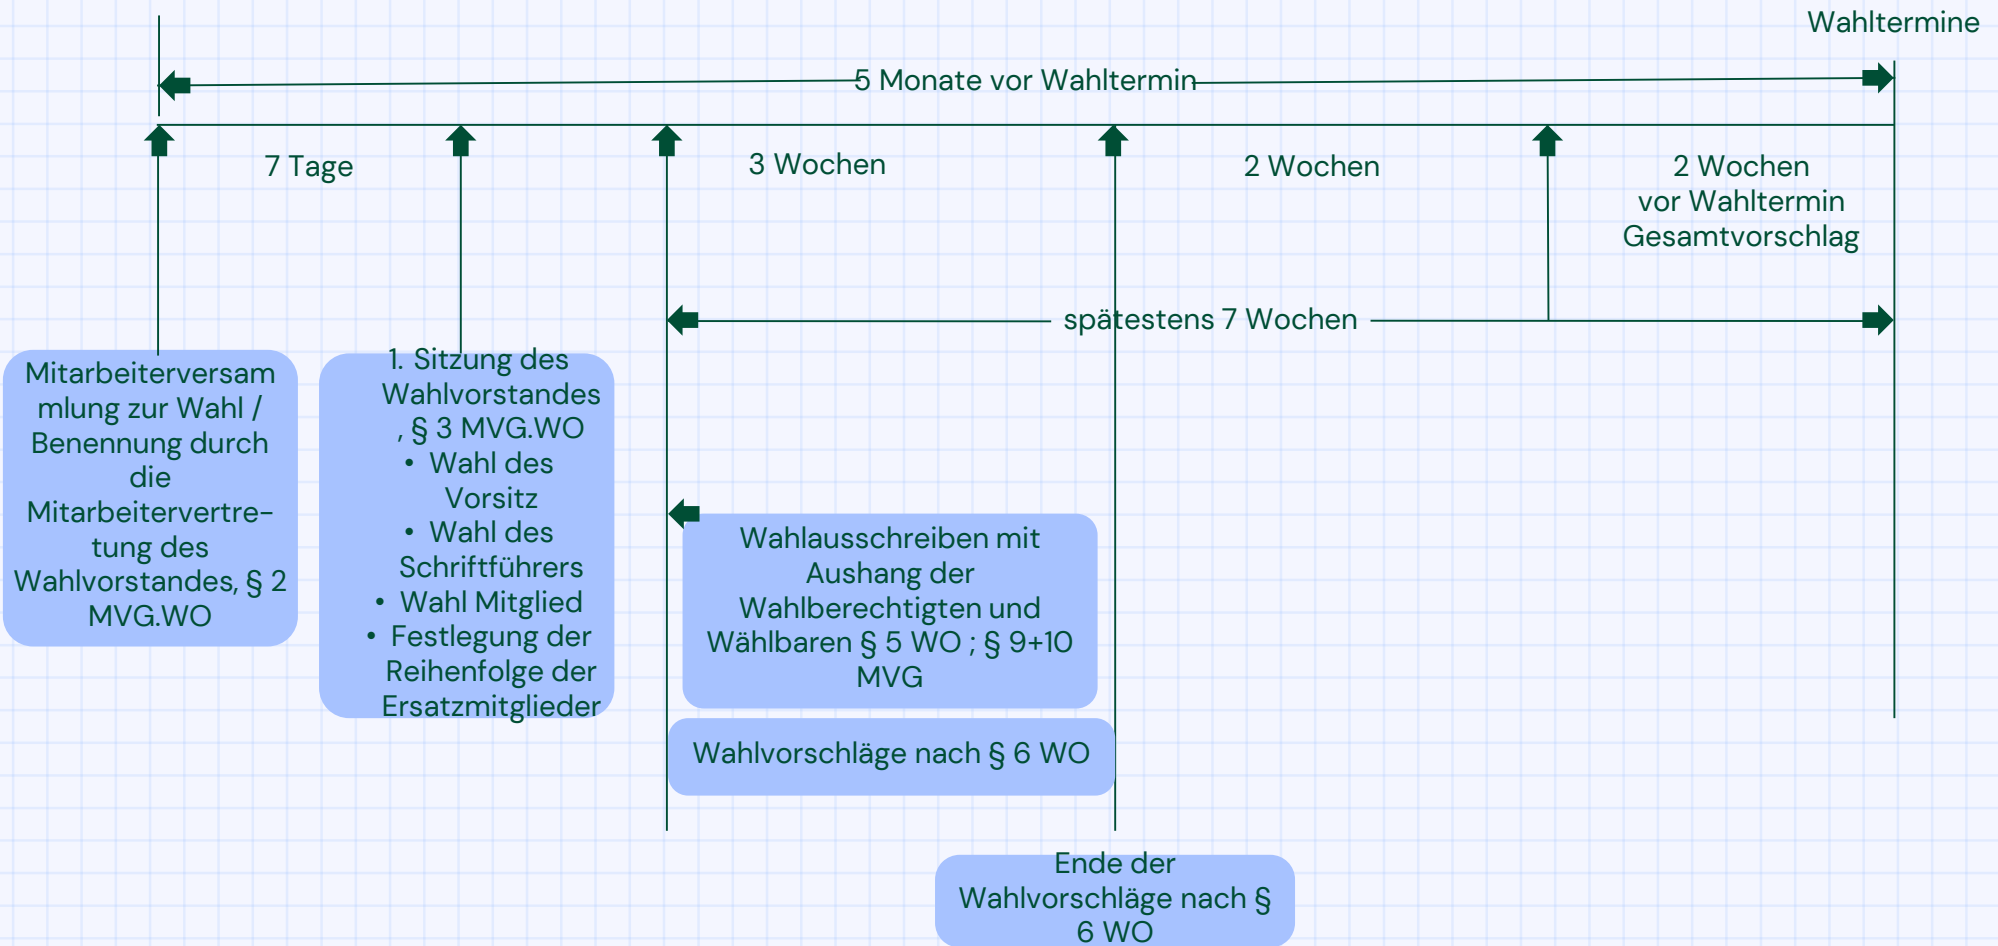 Wahltermine
5 Monate vor Wahltermin
7 Tage
3 Wochen
2 Wochen
2 Wochen
vor Wahltermin
Gesamtvorschlag
spätestens 7 Wochen
Mitarbeiterversam
mlung zur Wahl /
Benennung durch
die
Mitarbeitervertre-
tung des
Wahlvorstandes, § 2
MVG.WO
1. Sitzung des
Wahlvorstandes
, § 3 MVG.WO
• Wahl des
Vorsitz
• Wahl des
Schriftführers
• Wahl Mitglied
• Festlegung der
Reihenfolge der
Ersatzmitglieder
Wahlausschreiben mit
Aushang der
Wahlberechtigten und
Wählbaren § 5 WO ; § 9+10
MVG
Wahlvorschläge nach § 6 WO
Ende der
Wahlvorschläge nach §
6 WO